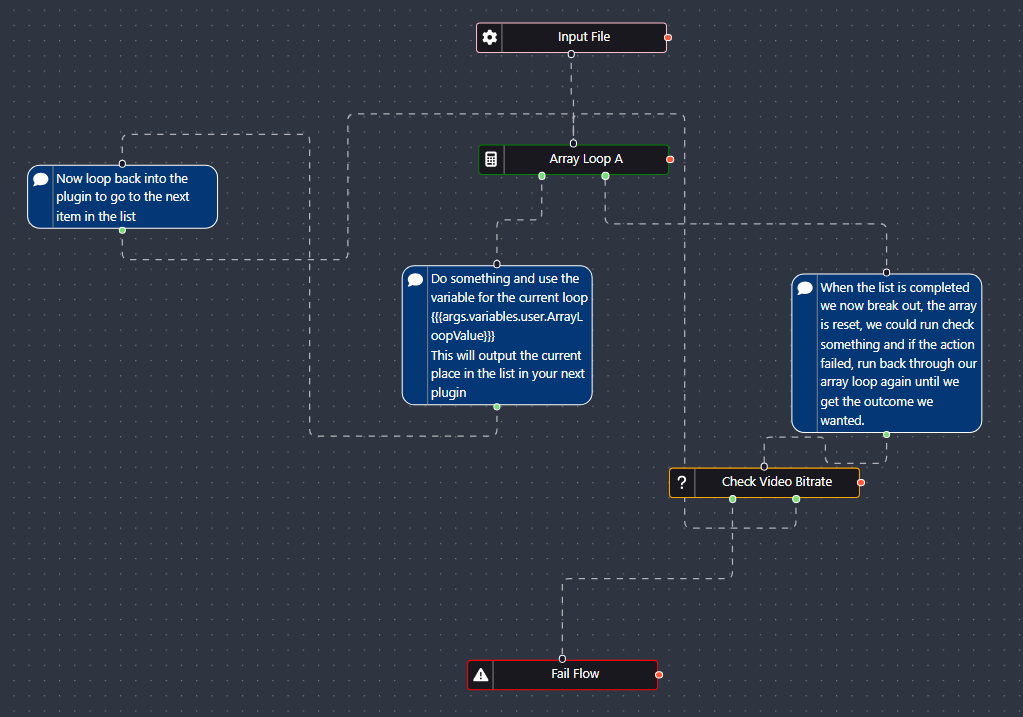 Input File
Array Loop A
Now loop back into the
plugin to go to the next
item in the list
Do something and use the
variable for the current loop
{{{args.variables.user.ArrayL
oopValue}}}
This will output the current
place in the list in your next
plugin
When the list is completed
we now break out, the array
is reset, we could run check
something and if the action
failed, run back through our
array loop again until we
get the outcome we
wanted.
? Check Video Bitrate
Fail Flow